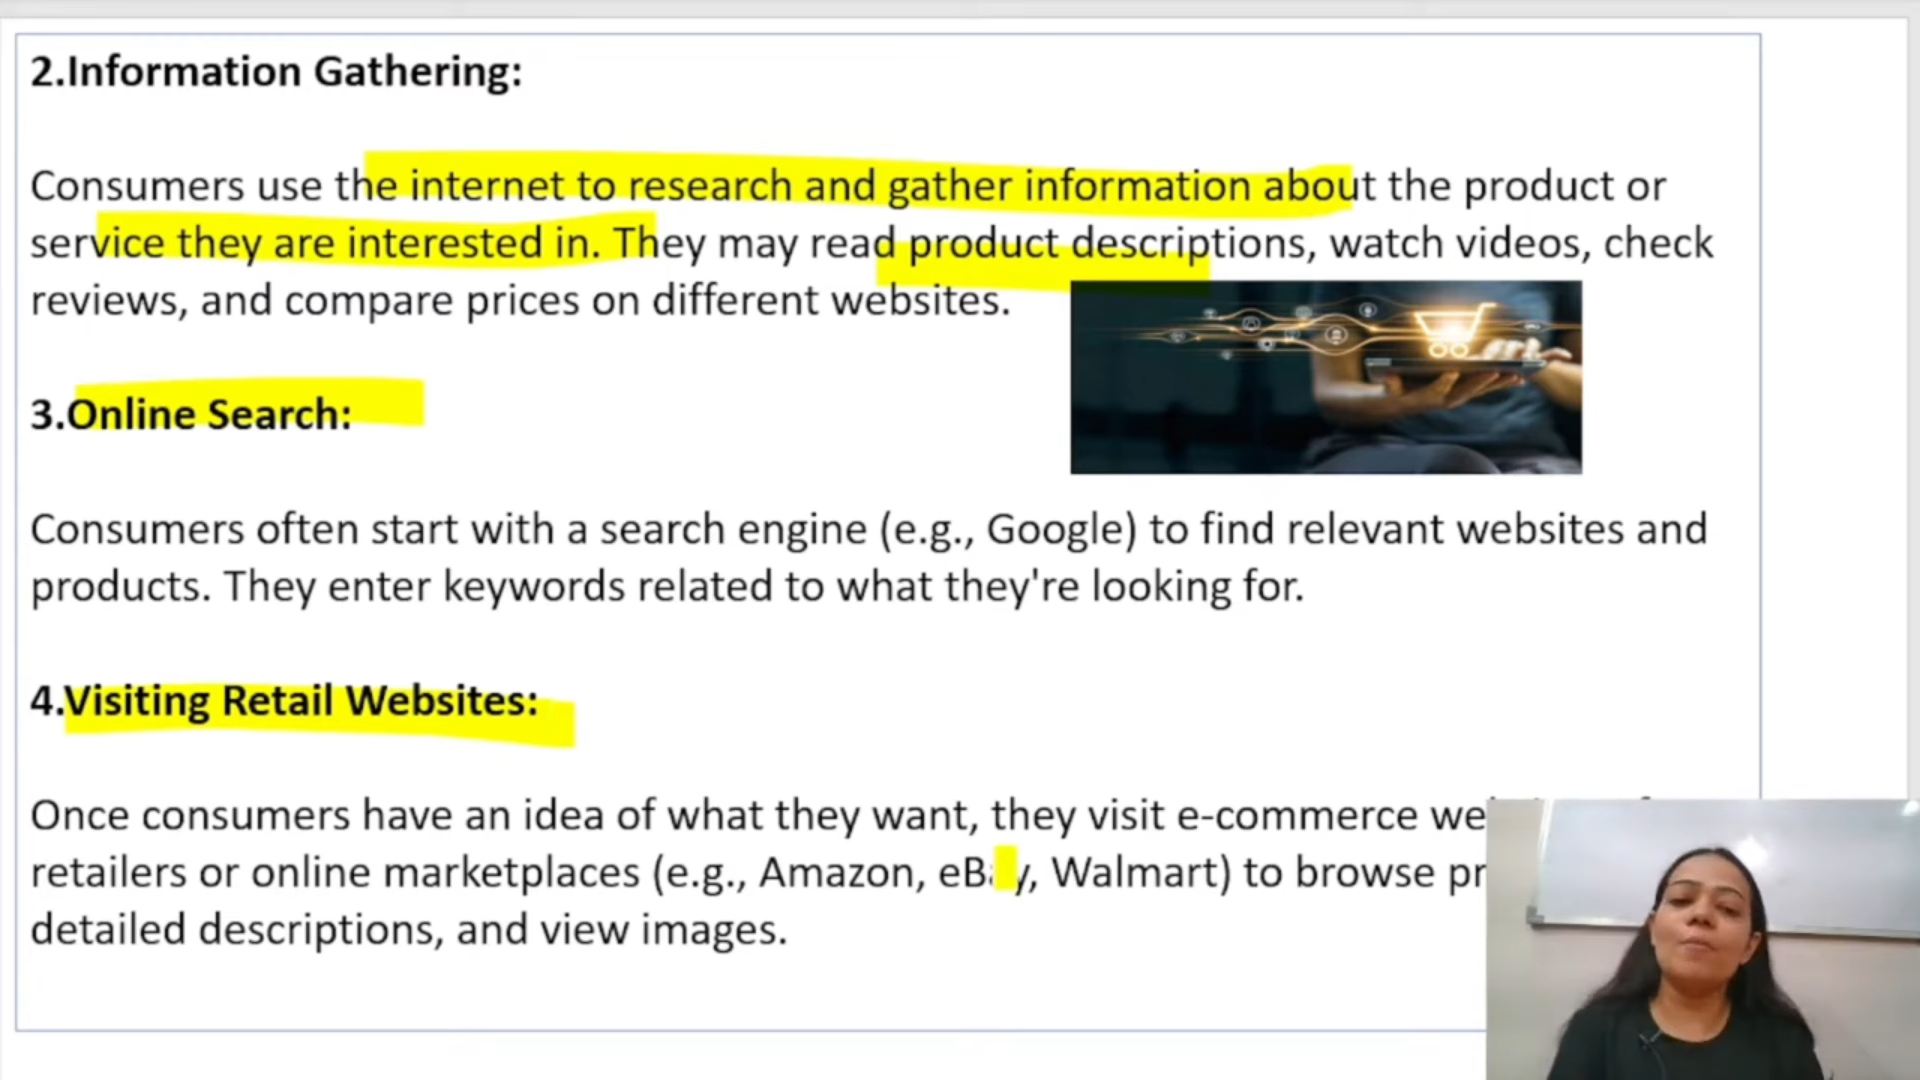 2.Information Gathering:
Consumers use the internet to research and gather information about the product or
service they are interested in. They may read product descriptions, watch videos, check
reviews, and compare prices on different websites.
3.Online Search:
Consumers often start with a search engine (e.g., Google) to find relevant websites and
products. They enter keywords related to what they're looking for.
4.Visiting Retail Websites:
Once consumers have an idea of what they want, they visit e-commerce
retailers or online marketplaces (e.g., Amazon, eBay, Walmart) to browse
detailed descriptions, and view images.